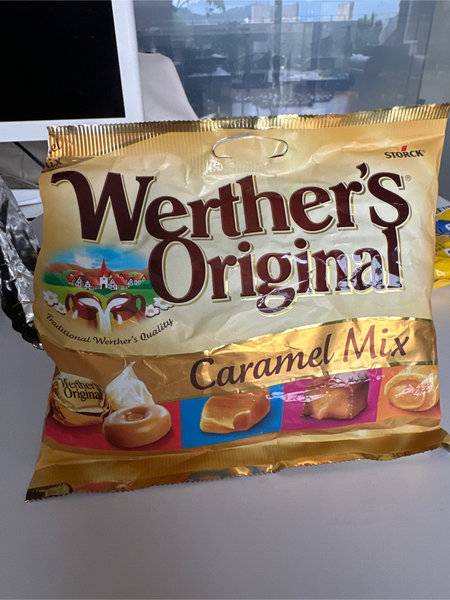 STORCK®
Werther's®
Original
Traditional Werther's Quality
Caramel Mix
Werther's
Original